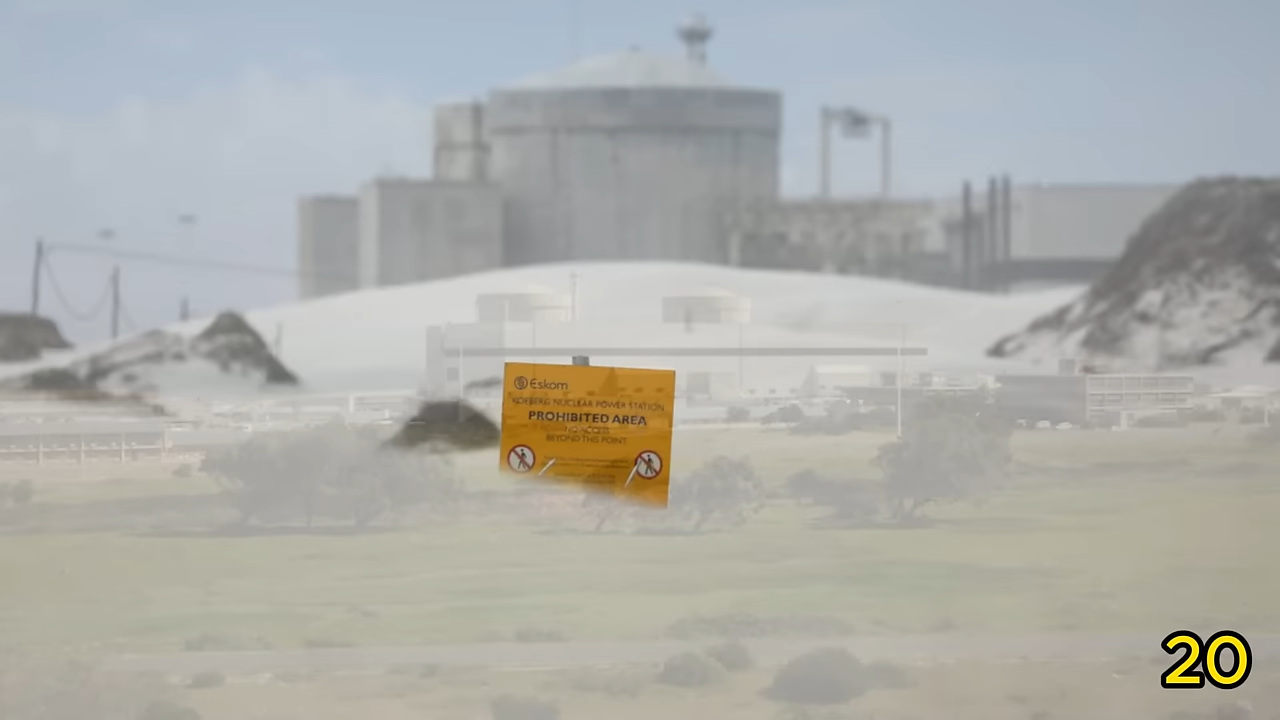 Eskom
KOEBERG NUCLEAR POWER STATION
PROHIBITED AREA
NO ACCESS
BEYOND THIS POINT
20